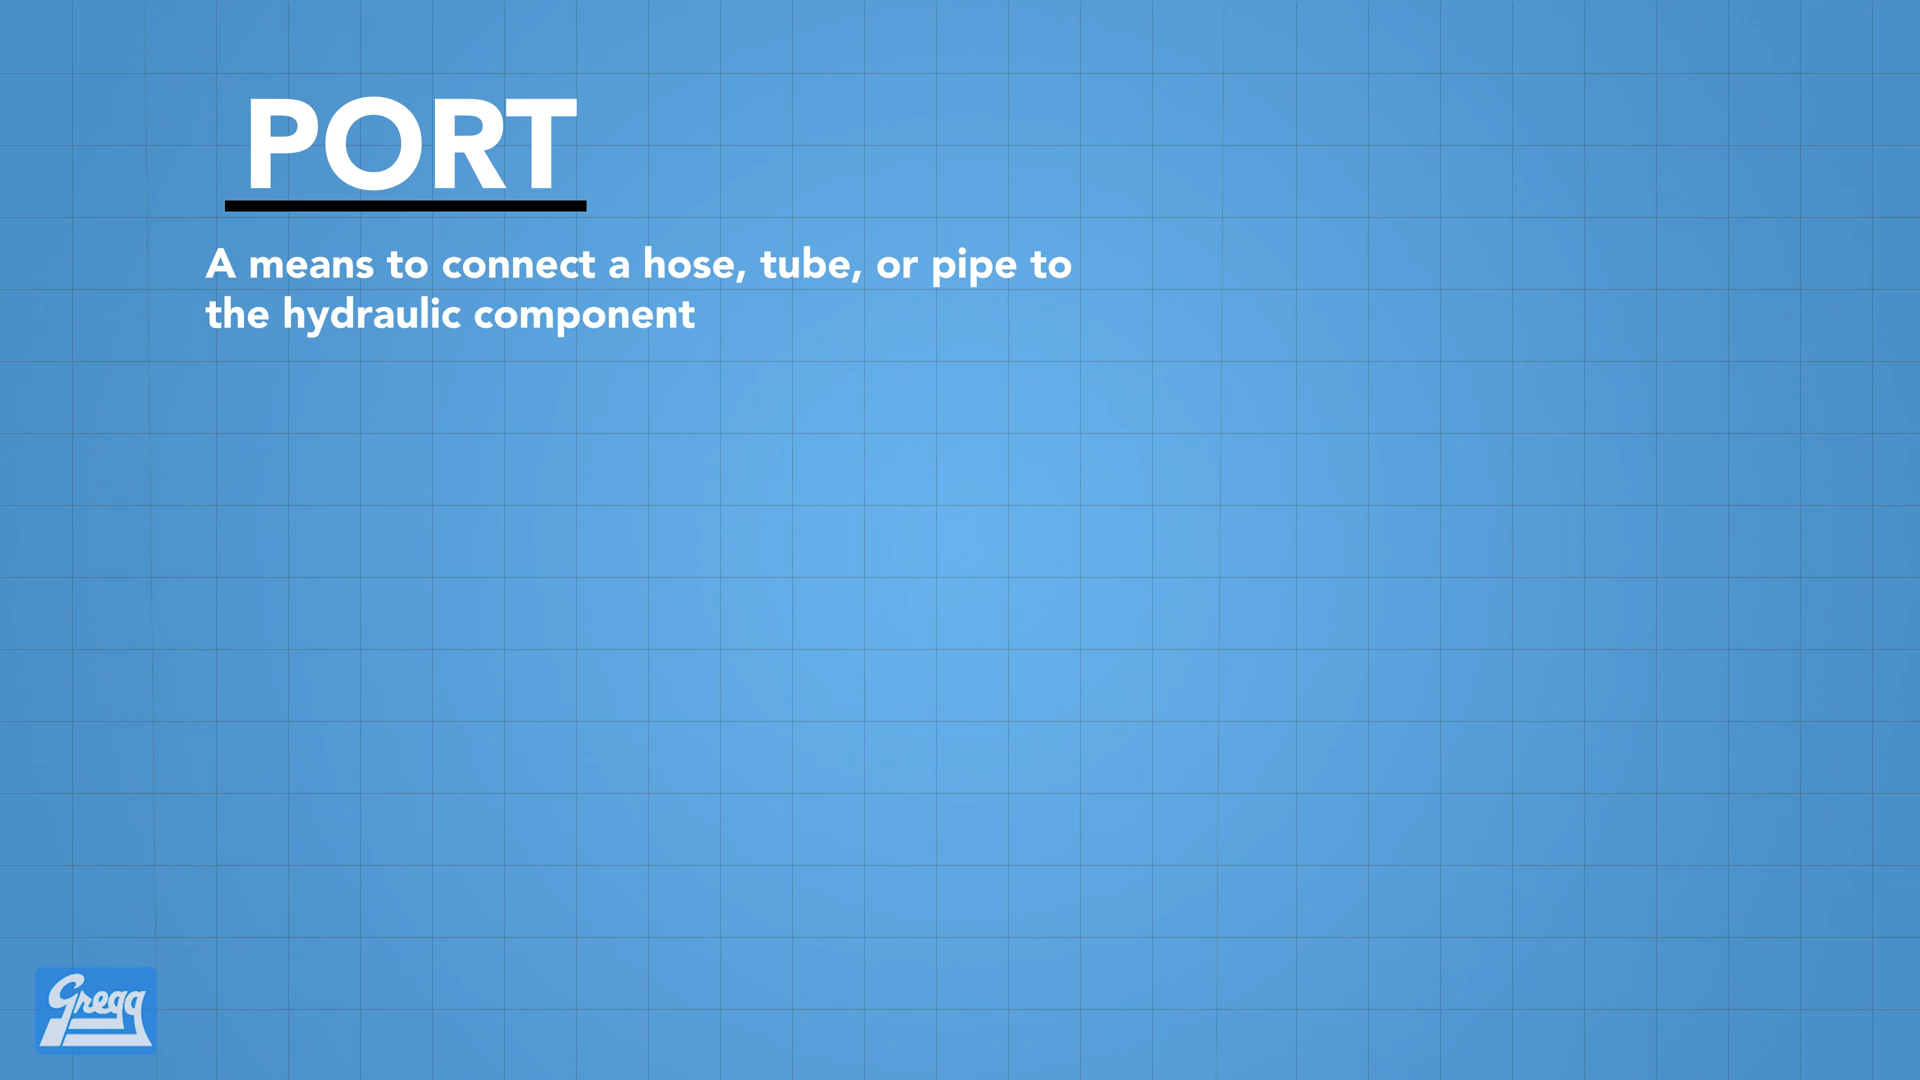 PORT
A means to connect a hose, tube, or pipe to
the hydraulic component
Gregg